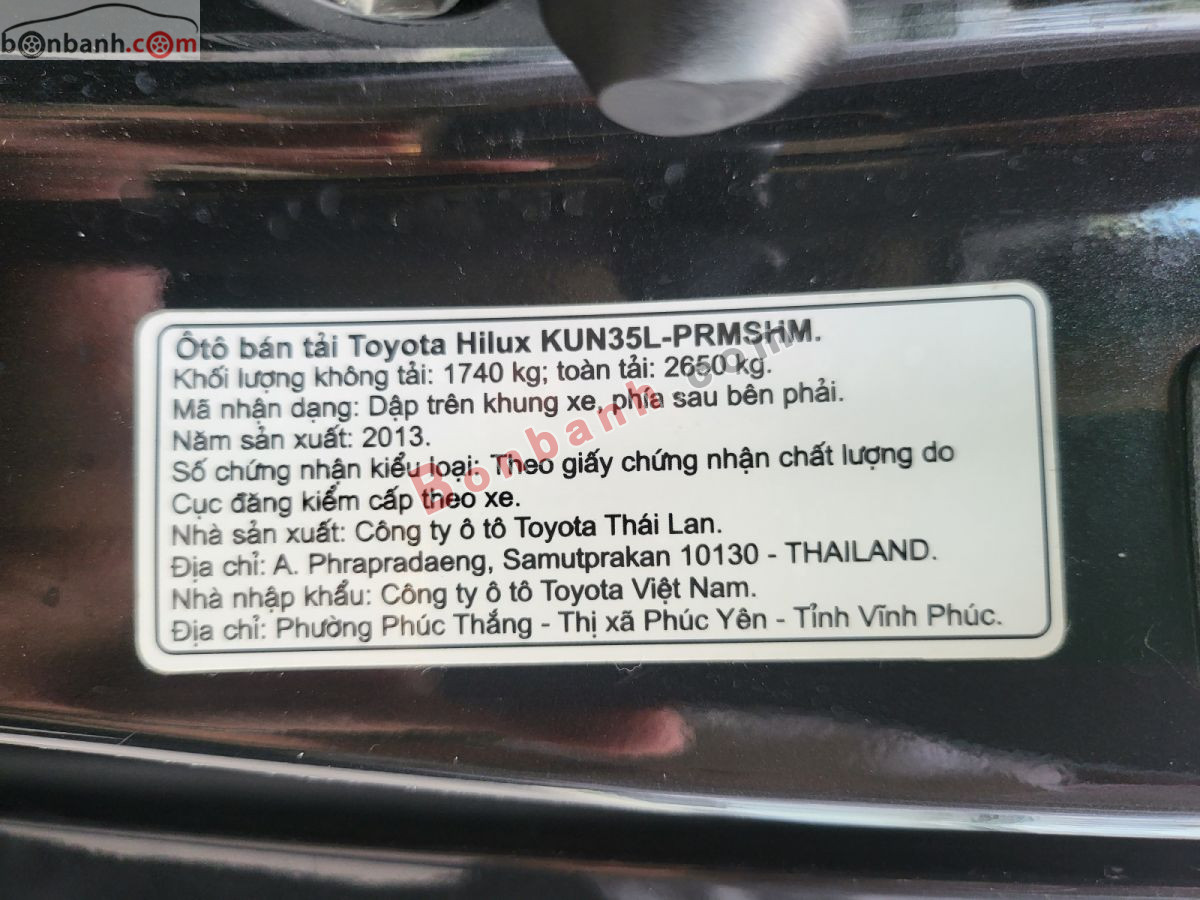 bonbanh.com
Ôtô bán tải Toyota Hilux KUN35L-PRMSHM.
Khối lượng không tải: 1740 kg; toàn tải: 2650 kg.
Mã nhận dạng: Dập trên khung xe, phía sau bên phải.
Năm sản xuất: 2013.
Số chứng nhận kiểu loại: Theo giấy chứng nhận chất lượng do
Cục đăng kiểm cấp theo xe.
Nhà sản xuất: Công ty ô tô Toyota Thái Lan.
Địa chỉ: A. Phrapradaeng, Samutprakan 10130 - THAILAND.
Nhà nhập khẩu: Công ty ô tô Toyota Việt Nam.
Địa chỉ: Phường Phúc Thắng - Thị xã Phúc Yên - Tỉnh Vĩnh Phúc.
Bonbanh.com